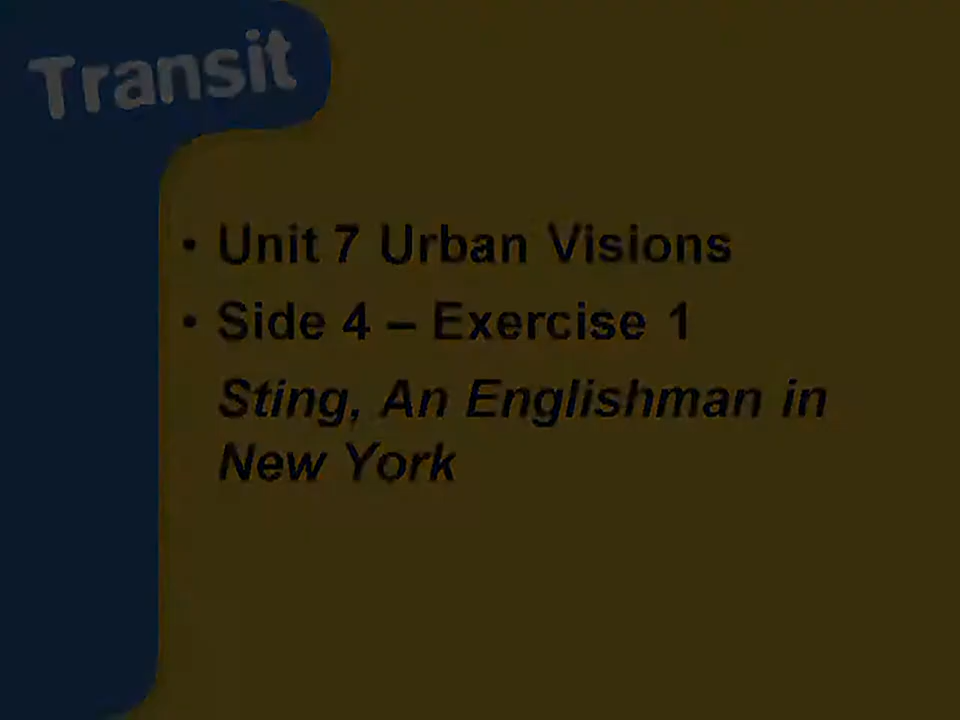 Transit
• Unit 7 Urban Visions
• Side 4 – Exercise 1
Sting, An Englishman in
New York